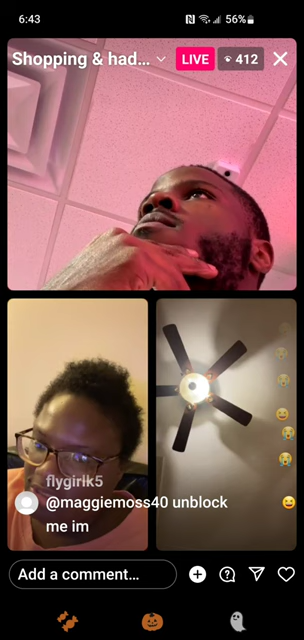 6:43
56%
Shopping & had...
LIVE
412
flygirlk5
@maggiemoss40 unblock
me im
Add a comment...